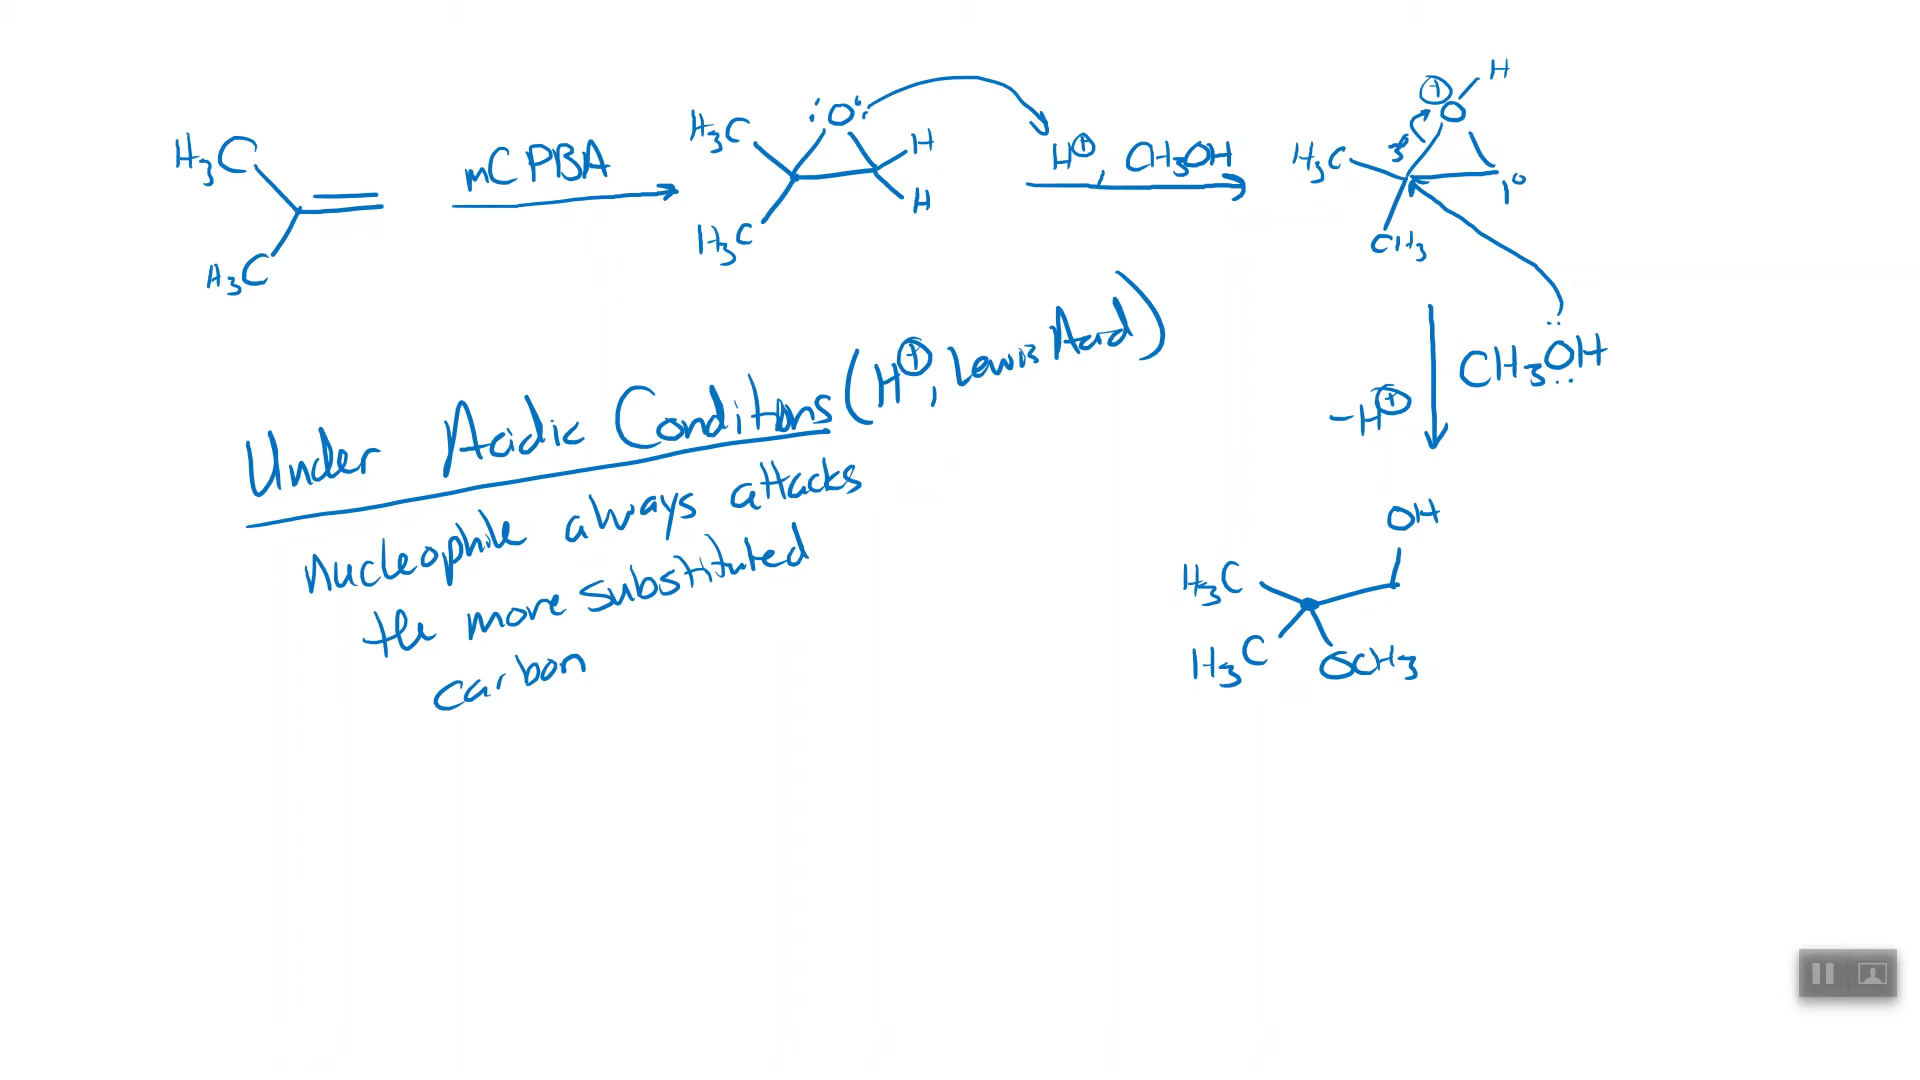 H₃C
H₃C
mCPBA
H₃C
:O:
H
H
H₃C
H⊕, CH₃OH
⊕
H
O
3°
H₃C
1°
CH₃
CH₃OH
-H⊕
Under Acidic Conditions (H⊕, Lewis Acid)
nucleophile always attacks
the more substituted
carbon
OH
H₃C
H₃C
OCH₃